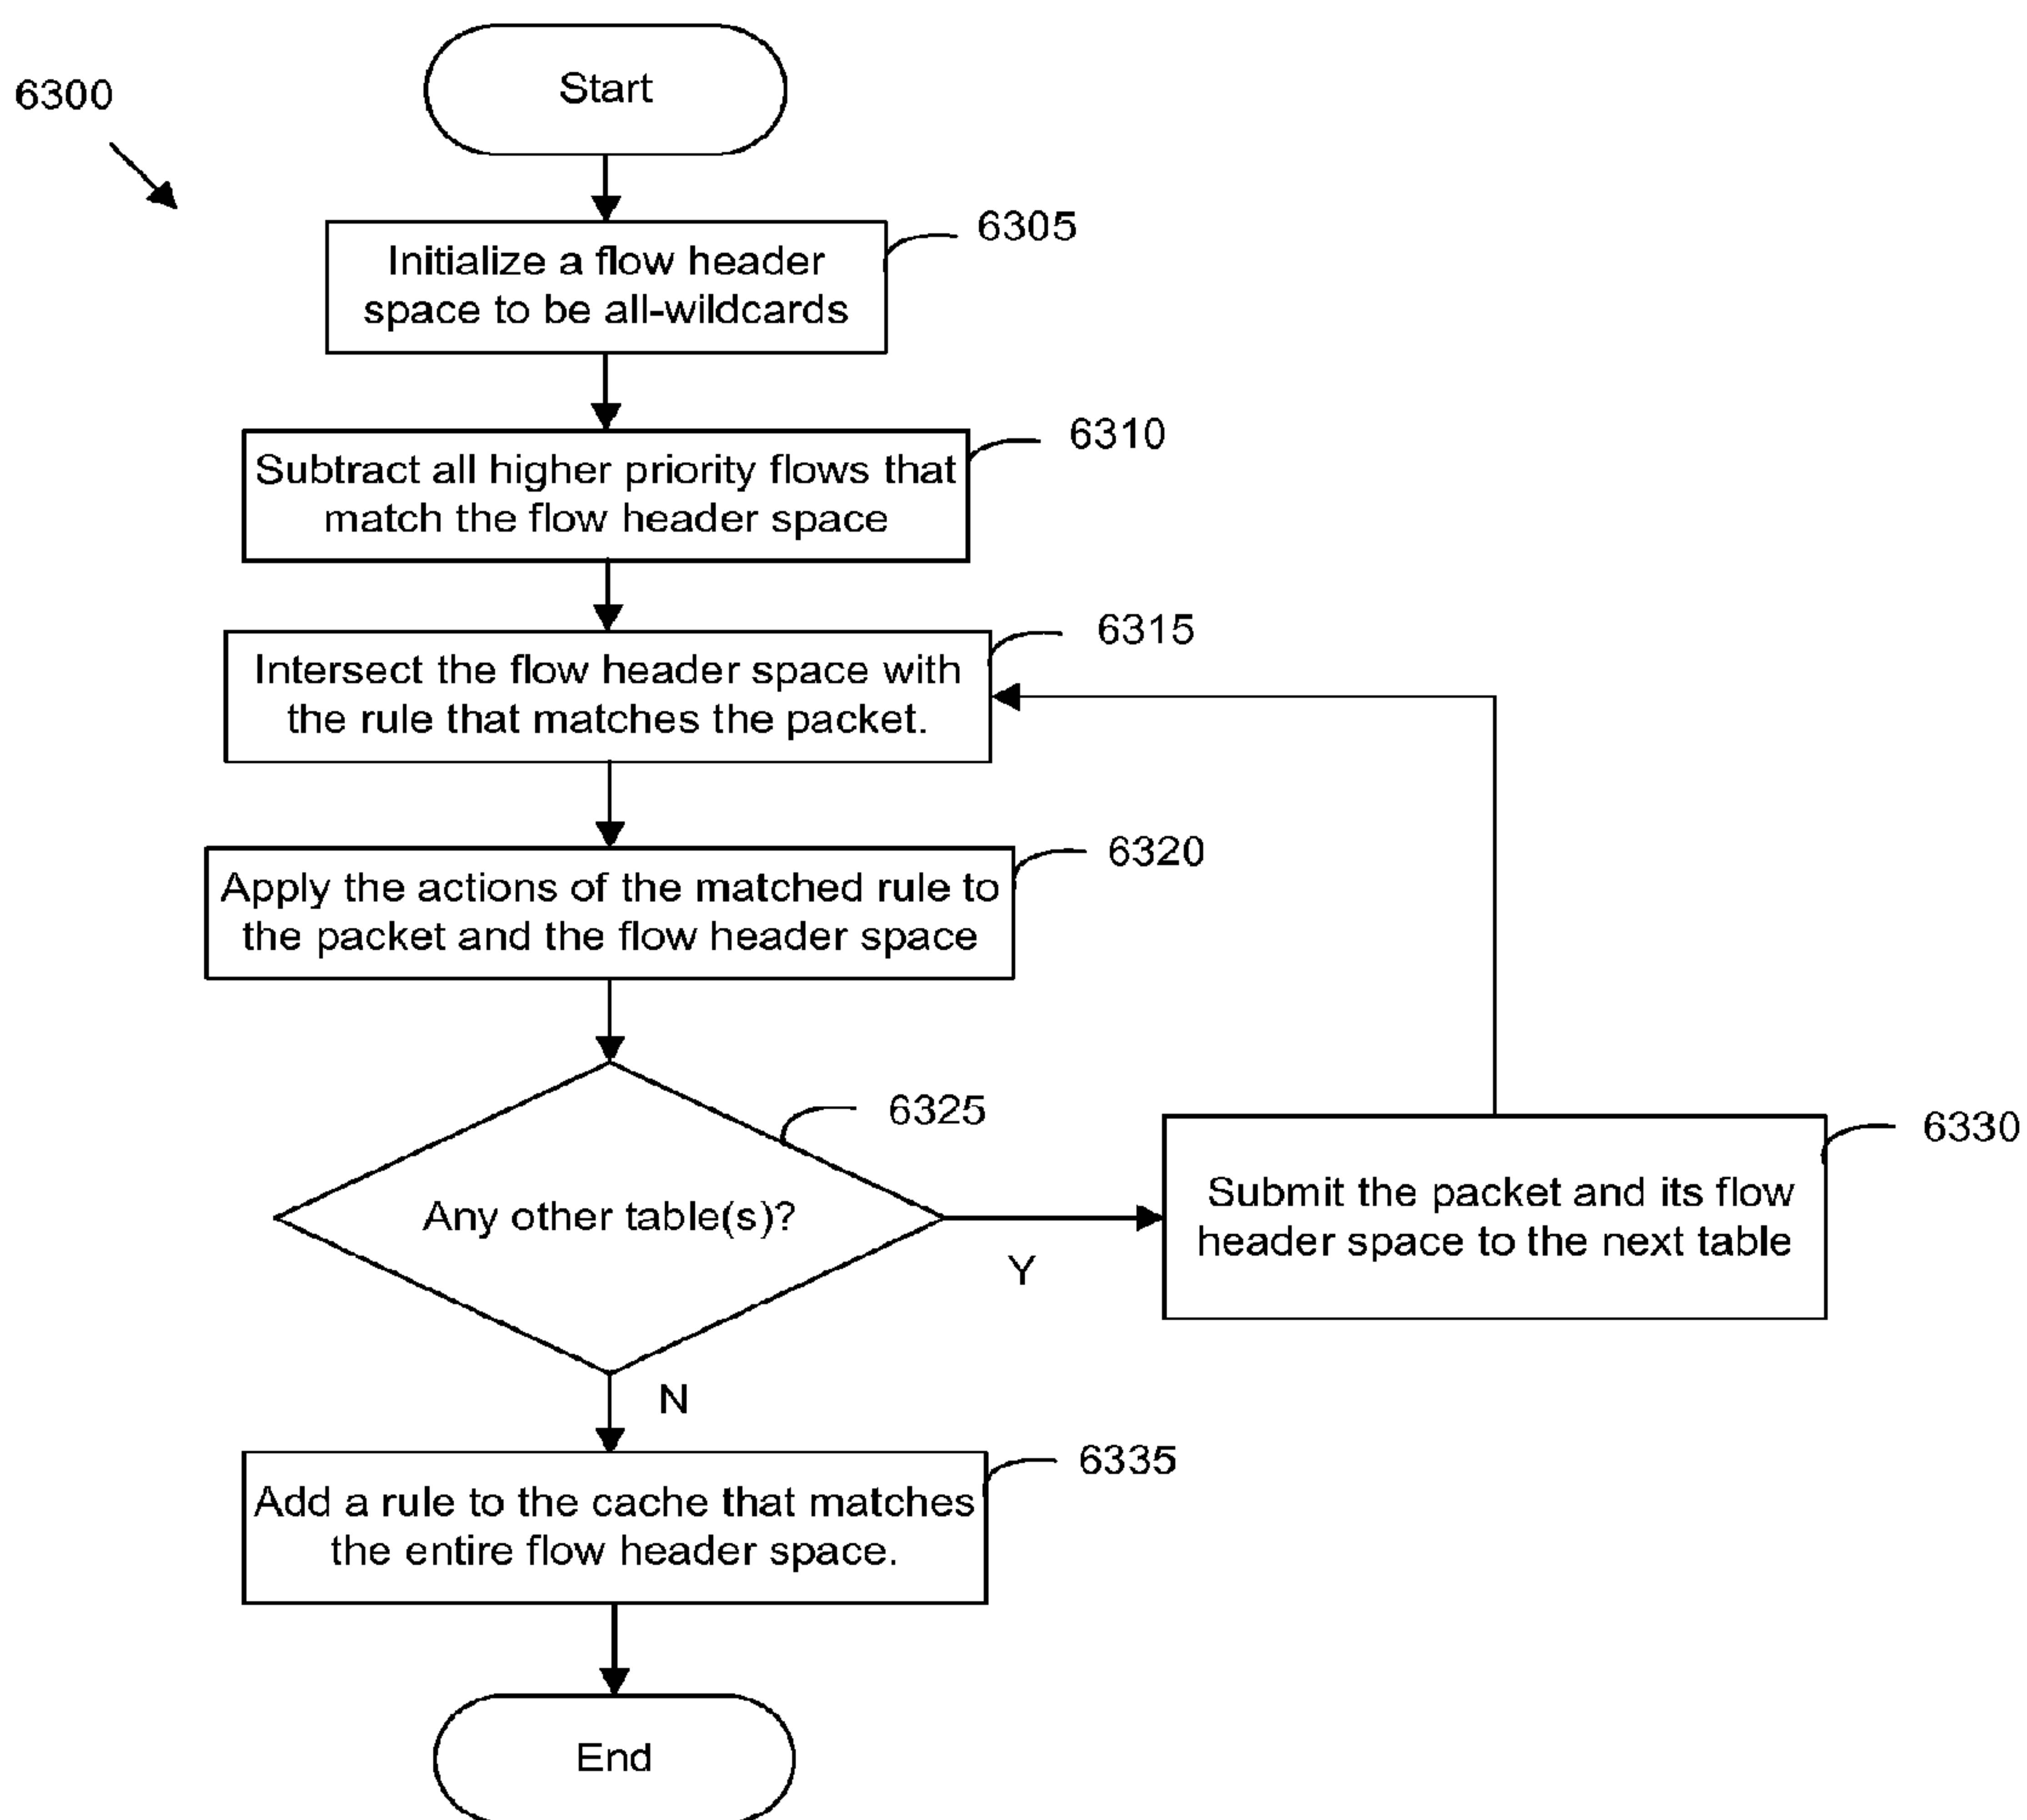 Start
6300
6305
Initialize a flow header
space to be all-wildcards
6310
Subtract all higher priority flows that
match the flow header space
6315
Intersect the flow header space with
the rule that matches the packet.
6320
Apply the actions of the matched rule to
the packet and the flow header space
6325
Any other table(s)?
Y
6330
Submit the packet and its flow
header space to the next table
N
6335
Add a rule to the cache that matches
the entire flow header space.
End